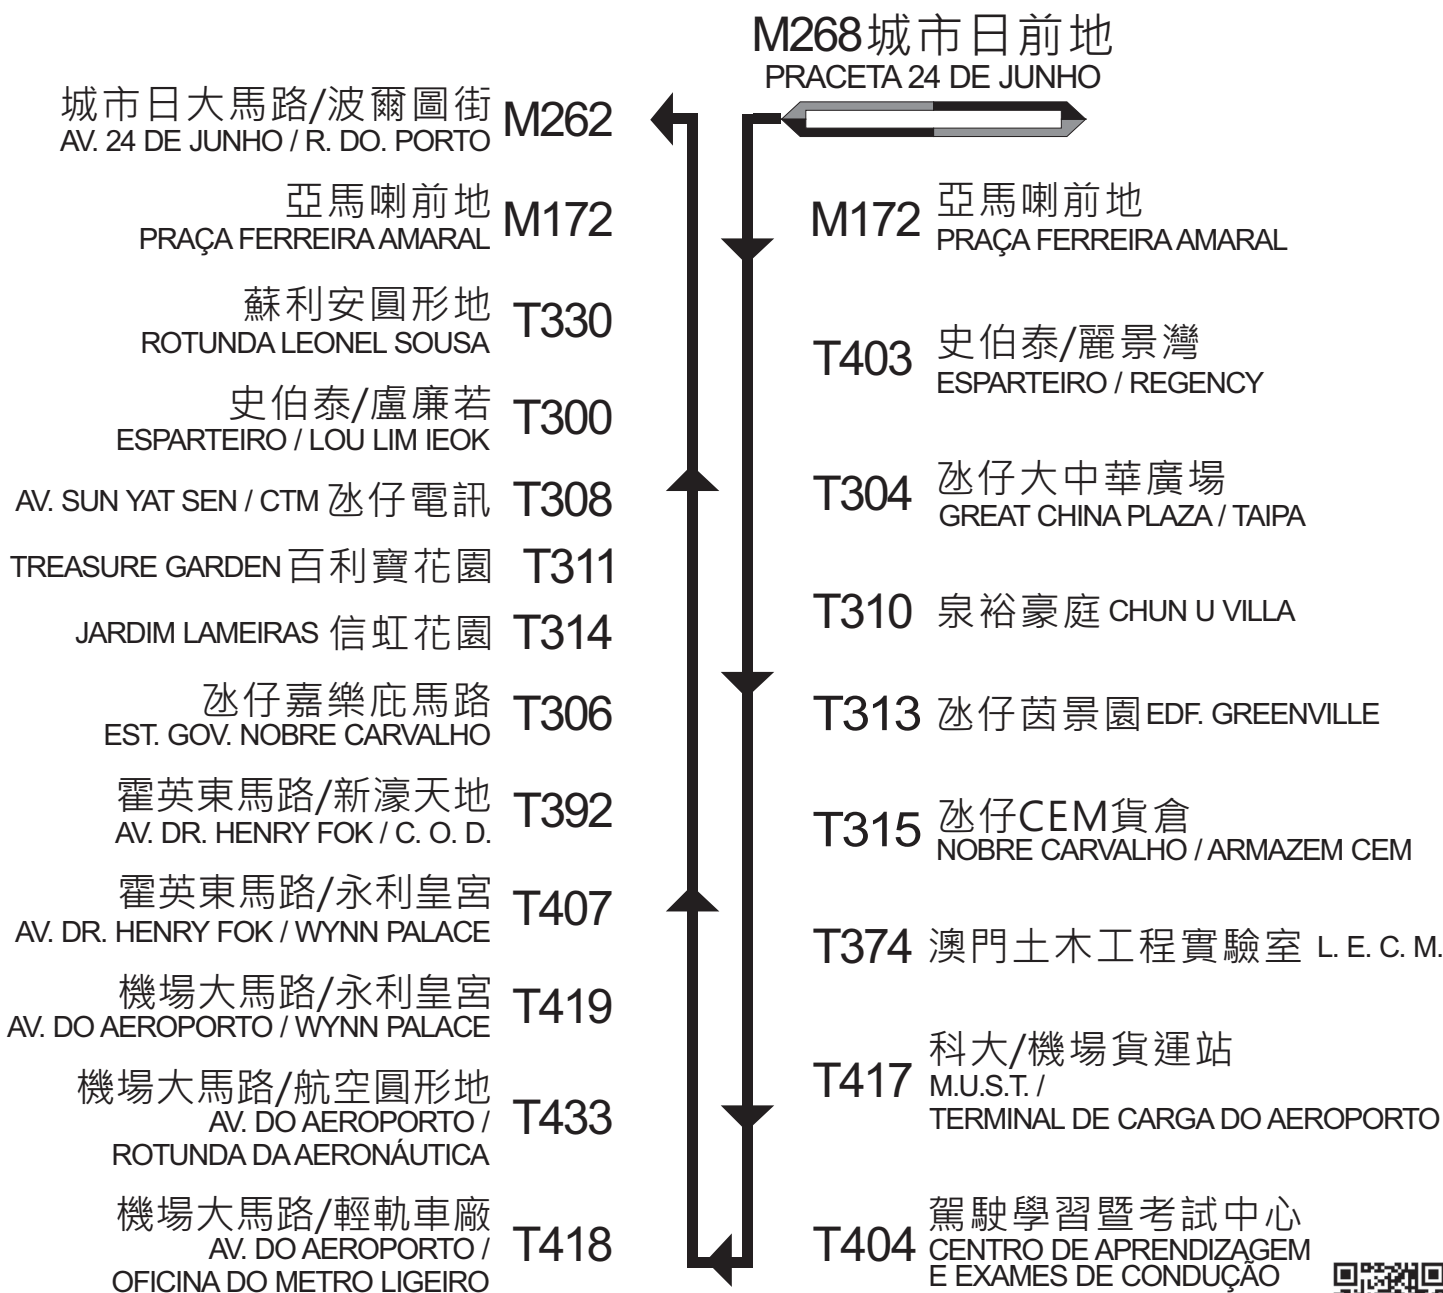 M268城市日前地
PRACETA 24 DE JUNHO
城市日大馬路/波爾圖街 M262
AV. 24 DE JUNHO / R. DO. PORTO
亞馬喇前地 M172
PRAÇA FERREIRA AMARAL
蘇利安圓形地 T330
ROTUNDA LEONEL SOUSA
史伯泰/盧廉若 T300
ESPARTEIRO / LOU LIM IEOK
AV. SUN YAT SEN / CTM 氹仔電訊 T308
TREASURE GARDEN 百利寶花園 T311
JARDIM LAMEIRAS 信虹花園 T314
氹仔嘉樂庇馬路 T306
EST. GOV. NOBRE CARVALHO
霍英東馬路/新濠天地 T392
AV. DR. HENRY FOK / C. O. D.
霍英東馬路/永利皇宮 T407
AV. DR. HENRY FOK / WYNN PALACE
機場大馬路/永利皇宮 T419
AV. DO AEROPORTO / WYNN PALACE
機場大馬路/航空圓形地 T433
AV. DO AEROPORTO /
ROTUNDA DA AERONÁUTICA
機場大馬路/輕軌車廠 T418
AV. DO AEROPORTO /
OFICINA DO METRO LIGEIRO
M172 亞馬喇前地
PRAÇA FERREIRA AMARAL
T403 史伯泰/麗景灣
ESPARTEIRO / REGENCY
T304 氹仔大中華廣場
GREAT CHINA PLAZA / TAIPA
T310 泉裕豪庭 CHUN U VILLA
T313 氹仔茵景園 EDF. GREENVILLE
T315 氹仔CEM貨倉
NOBRE CARVALHO / ARMAZEM CEM
T374 澳門土木工程實驗室 L. E. C. M.
T417 科大/機場貨運站
M.U.S.T. /
TERMINAL DE CARGA DO AEROPORTO
T404 駕駛學習暨考試中心
CENTRO DE APRENDIZAGEM
E EXAMES DE CONDUÇÃO